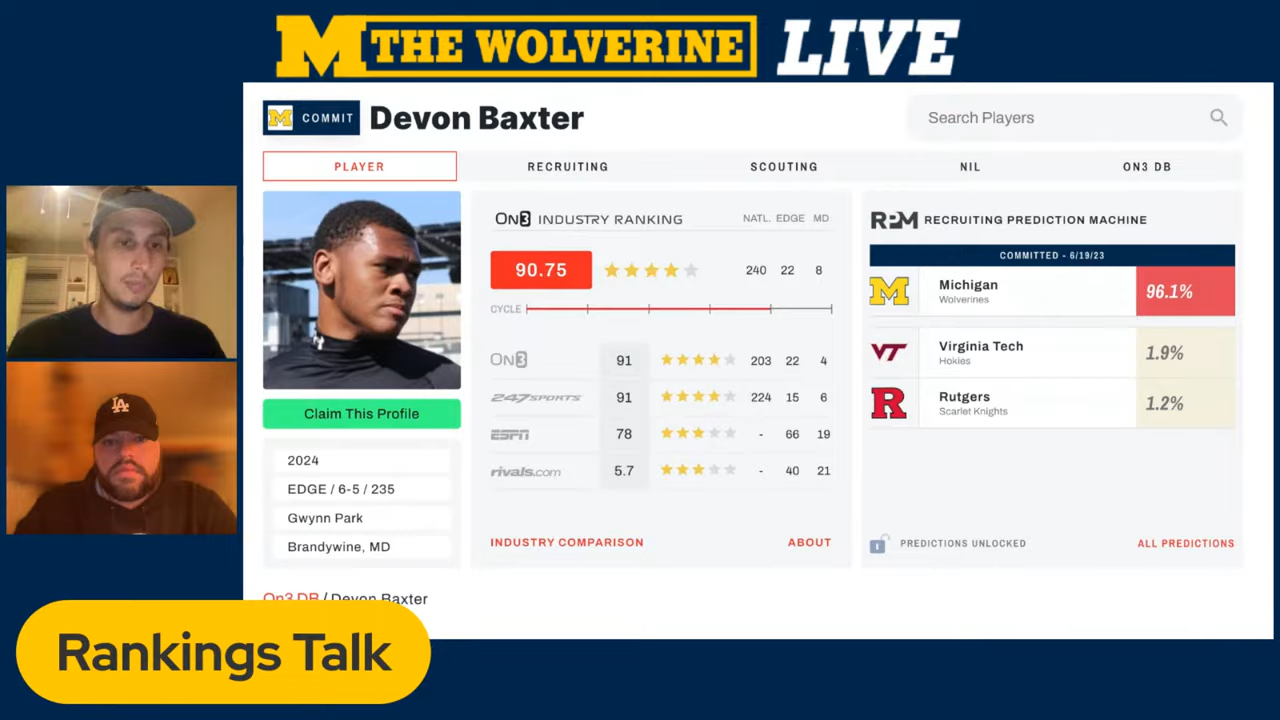 M THE WOLVERINE LIVE
M COMMIT Devon Baxter
Search Players
PLAYER RECRUITING SCOUTING NIL ON3 DB
ON3 INDUSTRY RANKING NATL. EDGE MD
90.75 240 22 8
CYCLE
ON3 91 203 22 4
247SPORTS 91 224 15 6
ESPN 78 - 66 19
rivals.com 5.7 - 40 21
INDUSTRY COMPARISON ABOUT
RPM RECRUITING PREDICTION MACHINE
COMMITTED - 6/19/23
M Michigan 96.1%
Wolverines
VT Virginia Tech 1.9%
Hokies
R Rutgers 1.2%
Scarlet Knights
PREDICTIONS UNLOCKED ALL PREDICTIONS
Claim This Profile
2024
EDGE / 6-5 / 235
Gwynn Park
Brandywine, MD
On3 DB / Devon Baxter
LA
Rankings Talk